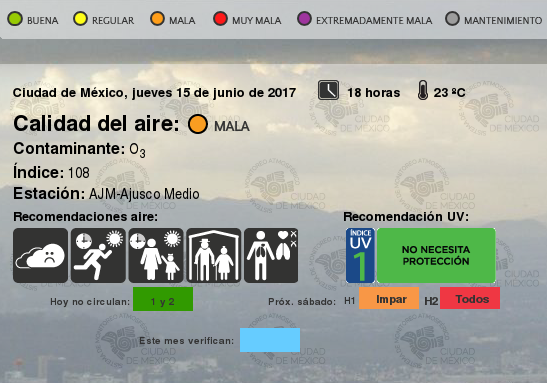 BUENA REGULAR MALA MUY MALA EXTREMADAMENTE MALA MANTENIMIENTO
Ciudad de México, jueves 15 de junio de 2017 18 horas 23 ºC
Calidad del aire: MALA
Contaminante: O3
Índice: 108
Estación: AJM-Ajusco Medio
Recomendaciones aire: Recomendación UV:
ÍNDICE
UV
1
NO NECESITA
PROTECCIÓN
Hoy no circulan: 1 y 2 Próx. sábado: H1 Impar H2 Todos
Este mes verifican:
CIUDAD
DE MÉXICO